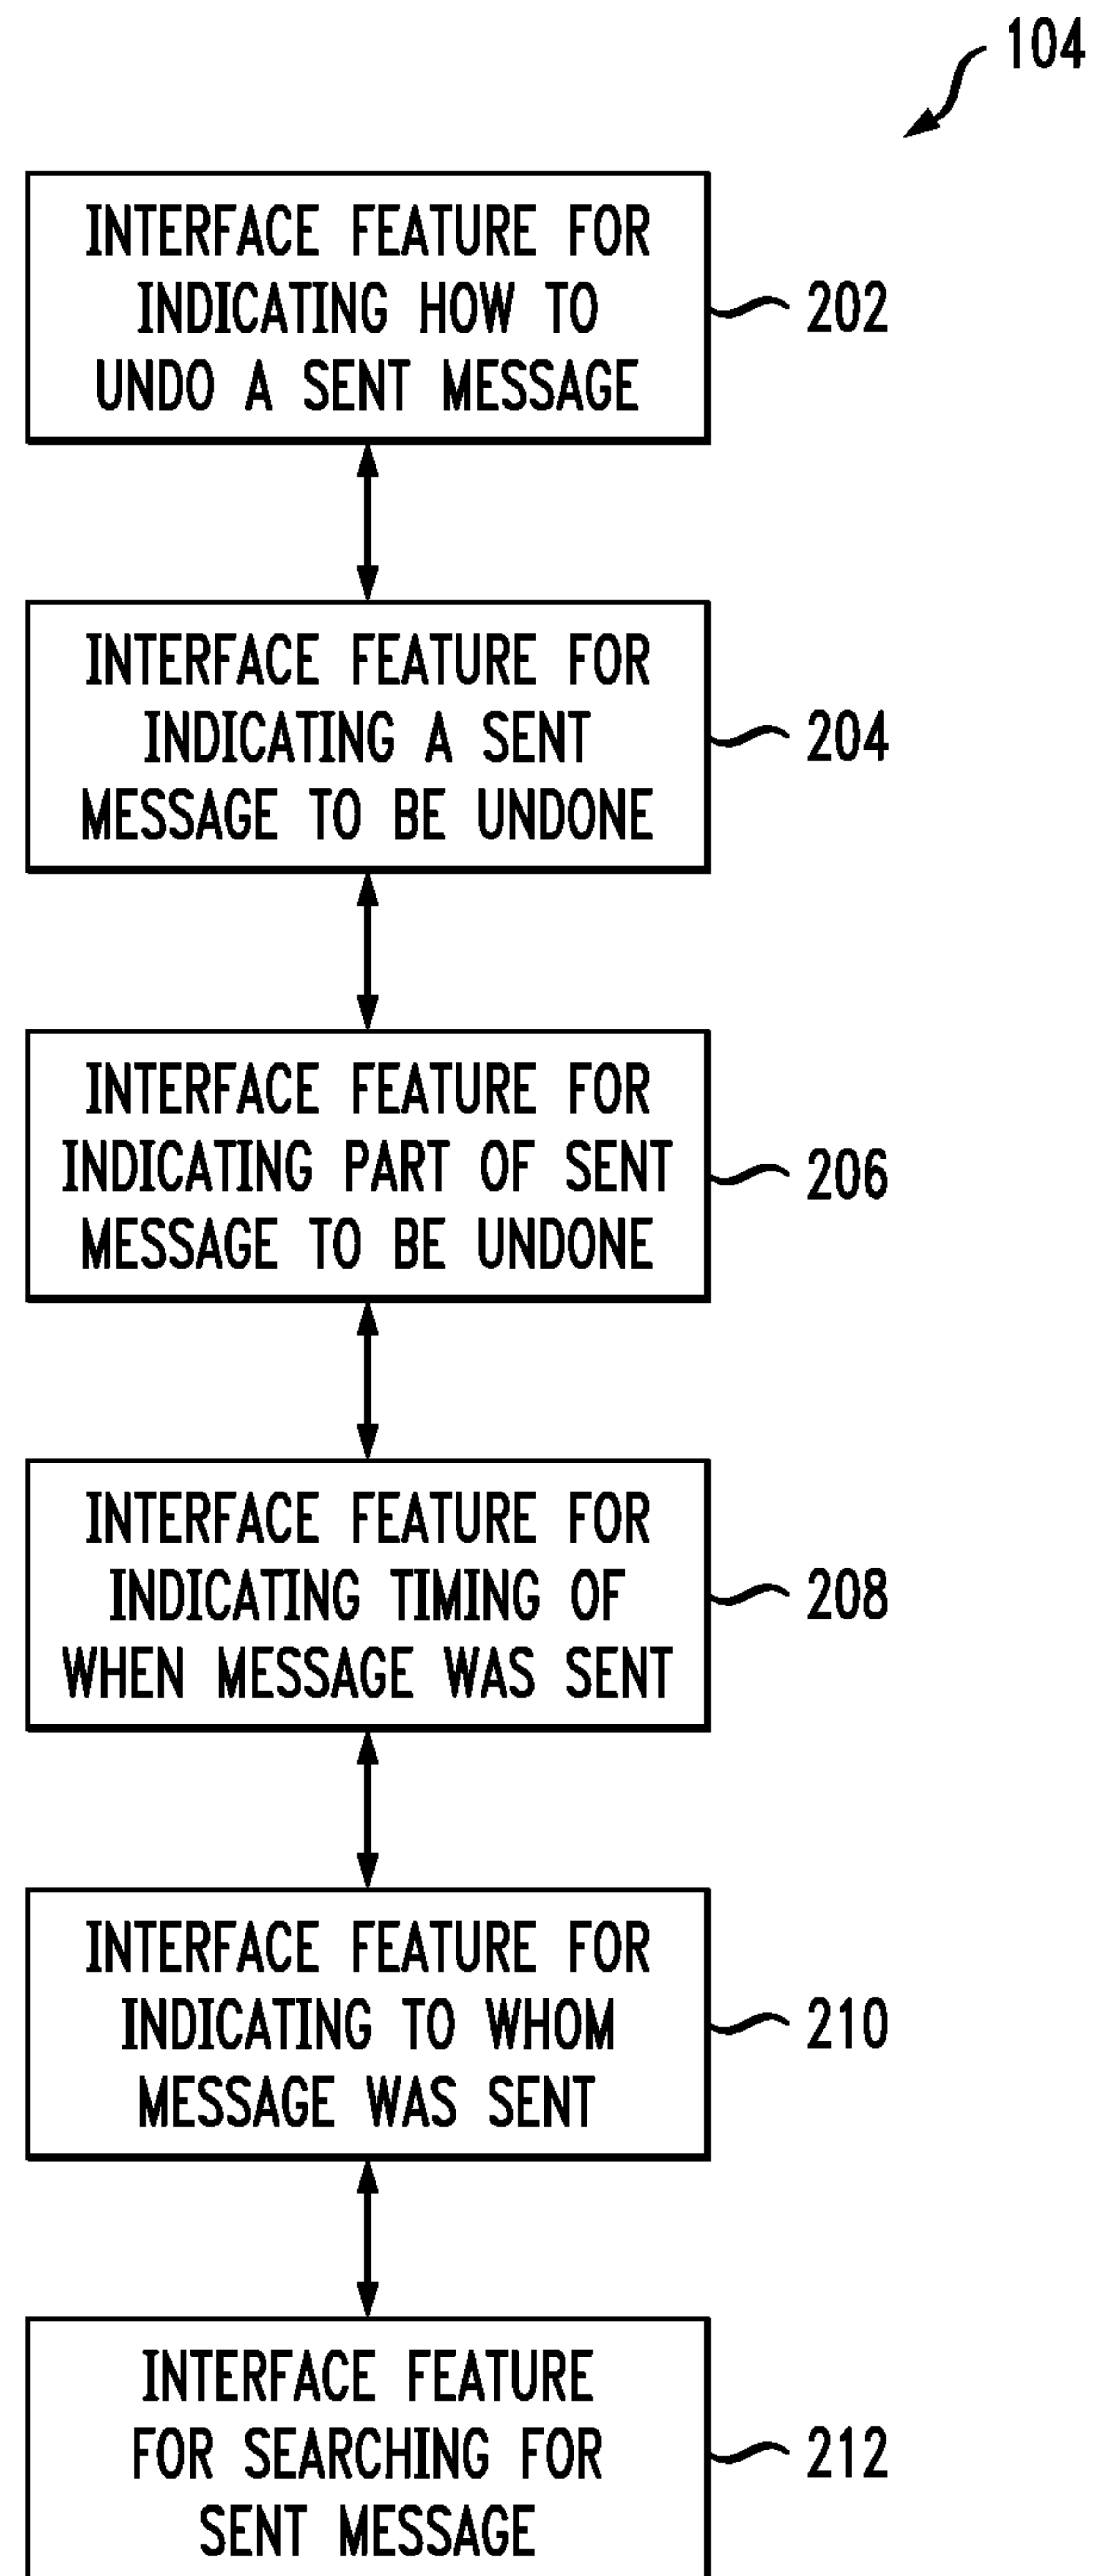 104
INTERFACE FEATURE FOR
INDICATING HOW TO
UNDO A SENT MESSAGE
202
INTERFACE FEATURE FOR
INDICATING A SENT
MESSAGE TO BE UNDONE
204
INTERFACE FEATURE FOR
INDICATING PART OF SENT
MESSAGE TO BE UNDONE
206
INTERFACE FEATURE FOR
INDICATING TIMING OF
WHEN MESSAGE WAS SENT
208
INTERFACE FEATURE FOR
INDICATING TO WHOM
MESSAGE WAS SENT
210
INTERFACE FEATURE
FOR SEARCHING FOR
SENT MESSAGE
212